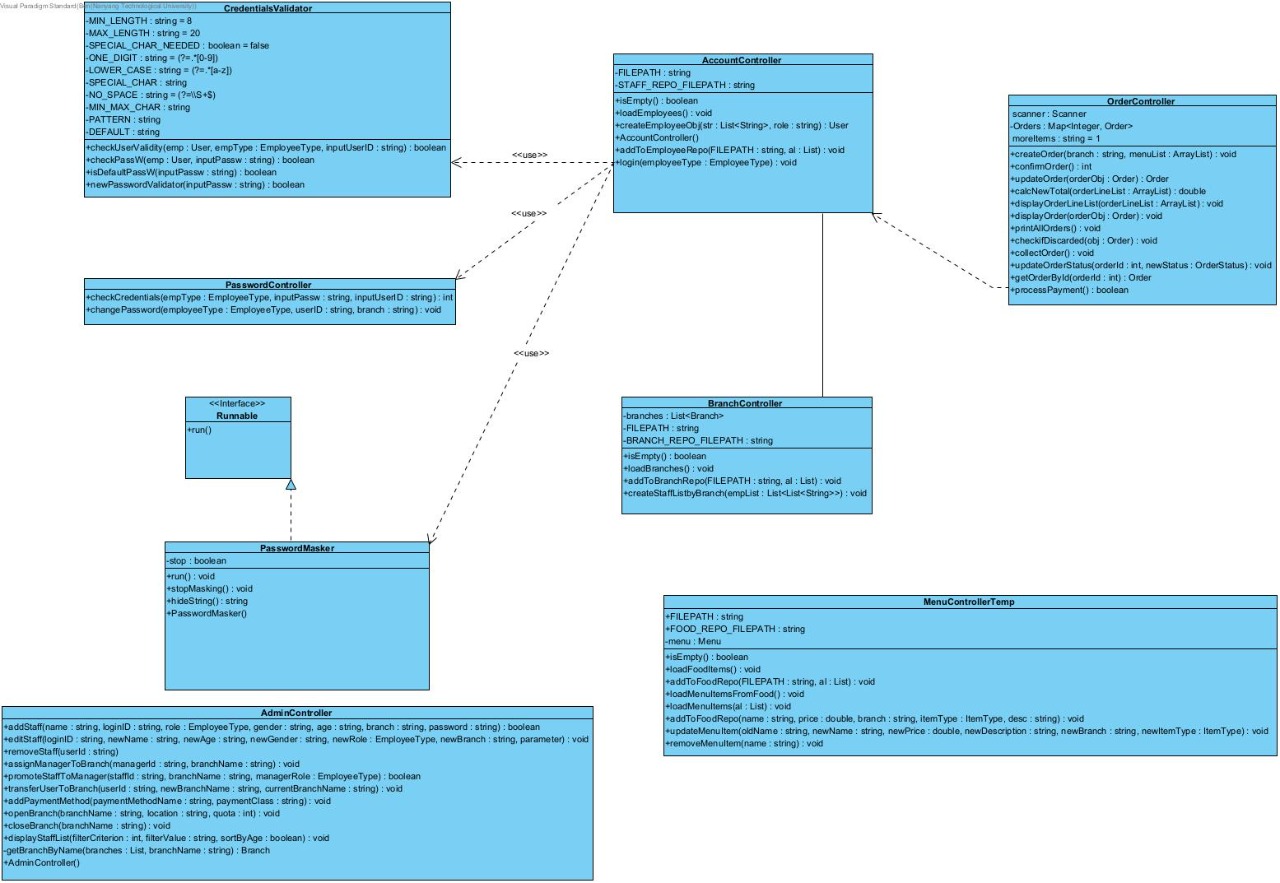 Visual Paradigm Standard(Ben(Nanyang Technological University))
CredentialsValidator
-MIN_LENGTH : string = 8
-MAX_LENGTH : string = 20
-SPECIAL_CHAR_NEEDED : boolean = false
-ONE_DIGIT : string = (?=.*[0-9])
-LOWER_CASE : string = (?=.*[a-z])
-SPECIAL_CHAR : string
-NO_SPACE : string = (?=\\S+$)
-MIN_MAX_CHAR : string
-PATTERN : string
-DEFAULT : string
+checkUserValidity(emp : User, empType : EmployeeType, inputUserID : string) : boolean
+checkPassW(emp : User, inputPassw : string) : boolean
+isDefaultPassW(inputPassw : string) : boolean
+newPasswordValidator(inputPassw : string) : boolean
<<use>>
<<use>>
<<use>>
AccountController
-FILEPATH : string
-STAFF_REPO_FILEPATH : string
+isEmpty() : boolean
+loadEmployees() : void
+createEmployeeObj(str : List<String>, role : string) : User
+AccountController()
+addToEmployeeRepo(FILEPATH : string, al : List) : void
+login(employeeType : EmployeeType) : void
OrderController
scanner : Scanner
-Orders : Map<Integer, Order>
moreItems : string = 1
+createOrder(branch : string, menuList : ArrayList) : void
+confirmOrder() : int
+updateOrder(orderObj : Order) : Order
+calcNewTotal(orderLineList : ArrayList) : double
+displayOrderLineList(orderLineList : ArrayList) : void
+displayOrder(orderObj : Order) : void
+printAllOrders() : void
+checkifDiscarded(obj : Order) : void
+collectOrder() : void
+updateOrderStatus(orderId : int, newStatus : OrderStatus) : void
+getOrderById(orderId : int) : Order
+processPayment() : boolean
PasswordController
+checkCredentials(empType : EmployeeType, inputPassw : string, inputUserID : string) : int
+changePassword(employeeType : EmployeeType, userID : string, branch : string) : void
<<Interface>>
Runnable
+run()
BranchController
-branches : List<Branch>
-FILEPATH : string
-BRANCH_REPO_FILEPATH : string
+isEmpty() : boolean
+loadBranches() : void
+addToBranchRepo(FILEPATH : string, al : List) : void
+createStaffListbyBranch(empList : List<List<String>>) : void
PasswordMasker
-stop : boolean
+run() : void
+stopMasking() : void
+hideString() : string
+PasswordMasker()
MenuControllerTemp
+FILEPATH : string
+FOOD_REPO_FILEPATH : string
-menu : Menu
+isEmpty() : boolean
+loadFoodItems() : void
+addToFoodRepo(FILEPATH : string, al : List) : void
+loadMenuItemsFromFood() : void
+loadMenuItems(al : List) : void
+addToFoodRepo(name : string, price : double, branch : string, itemType : ItemType, desc : string) : void
+updateMenuItem(oldName : string, newName : string, newPrice : double, newDescription : string, newBranch : string, newItemType : ItemType) : void
+removeMenuItem(name : string) : void
AdminController
+addStaff(name : string, loginID : string, role : EmployeeType, gender : string, age : string, branch : string, password : string) : boolean
+editStaff(loginID : string, newName : string, newAge : string, newGender : string, newRole : EmployeeType, newBranch : string, parameter) : void
+removeStaff(userId : string)
+assignManagerToBranch(managerId : string, branchName : string) : void
+promoteStaffToManager(staffId : string, branchName : string, managerRole : EmployeeType) : boolean
+transferUserToBranch(userId : string, newBranchName : string, currentBranchName : string) : void
+addPaymentMethod(paymentMethodName : string, paymentClass : string) : void
+openBranch(branchName : string, location : string, quota : int) : void
+closeBranch(branchName : string) : void
+displayStaffList(filterCriterion : int, filterValue : string, sortByAge : boolean) : void
-getBranchByName(branches : List, branchName : string) : Branch
+AdminController()